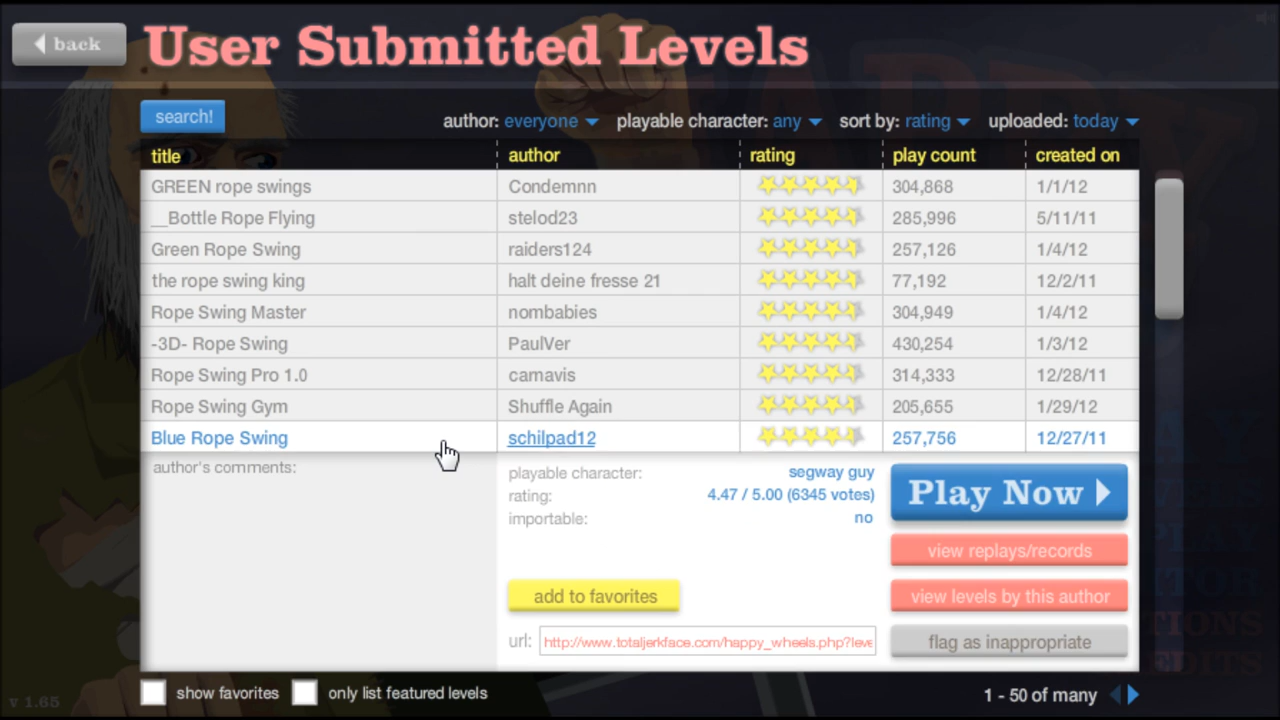 back
User Submitted Levels
search!
author: everyone playable character: any sort by: rating uploaded: today
title author rating play count created on
GREEN rope swings Condemnn 304,868 1/1/12
__Bottle Rope Flying stelod23 285,996 5/11/11
Green Rope Swing raiders124 257,126 1/4/12
the rope swing king halt deine fresse 21 77,192 12/2/11
Rope Swing Master nombabies 304,949 1/4/12
-3D- Rope Swing PaulVer 430,254 1/3/12
Rope Swing Pro 1.0 camavis 314,333 12/28/11
Rope Swing Gym Shuffle Again 205,655 1/29/12
Blue Rope Swing schilpad12 257,756 12/27/11
author's comments:
playable character: segway guy
rating: 4.47 / 5.00 (6345 votes)
importable: no
Play Now
view replays/records
add to favorites
view levels by this author
url: http://www.totaljerkface.com/happy_wheels.php?leve
flag as inappropriate
show favorites only list featured levels
1 - 50 of many
v 1.65